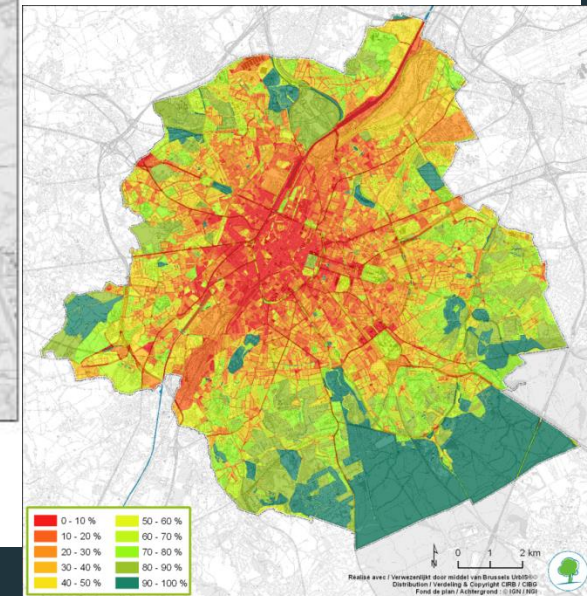 0 - 10 %
10 - 20 %
20 - 30 %
30 - 40 %
40 - 50 %
50 - 60 %
60 - 70 %
70 - 80 %
80 - 90 %
90 - 100 %
N
0 1 2 km
Réalisé avec / Verwezenlijkt door middel van Brussels UrbIS®©
Distribution / Verdeling & Copyright CIRB / CIBG
Fond de plan / Achtergrond : © IGN / NGI